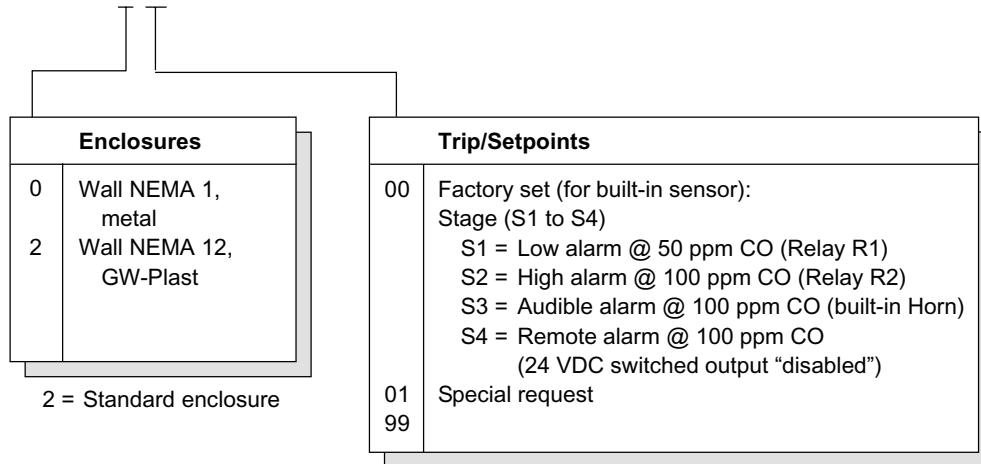 Enclosures
0 Wall NEMA 1,
metal
2 Wall NEMA 12,
GW-Plast
2 = Standard enclosure
Trip/Setpoints
00 Factory set (for built-in sensor):
Stage (S1 to S4)
S1 = Low alarm @ 50 ppm CO (Relay R1)
S2 = High alarm @ 100 ppm CO (Relay R2)
S3 = Audible alarm @ 100 ppm CO (built-in Horn)
S4 = Remote alarm @ 100 ppm CO
(24 VDC switched output “disabled”)
01 Special request
99